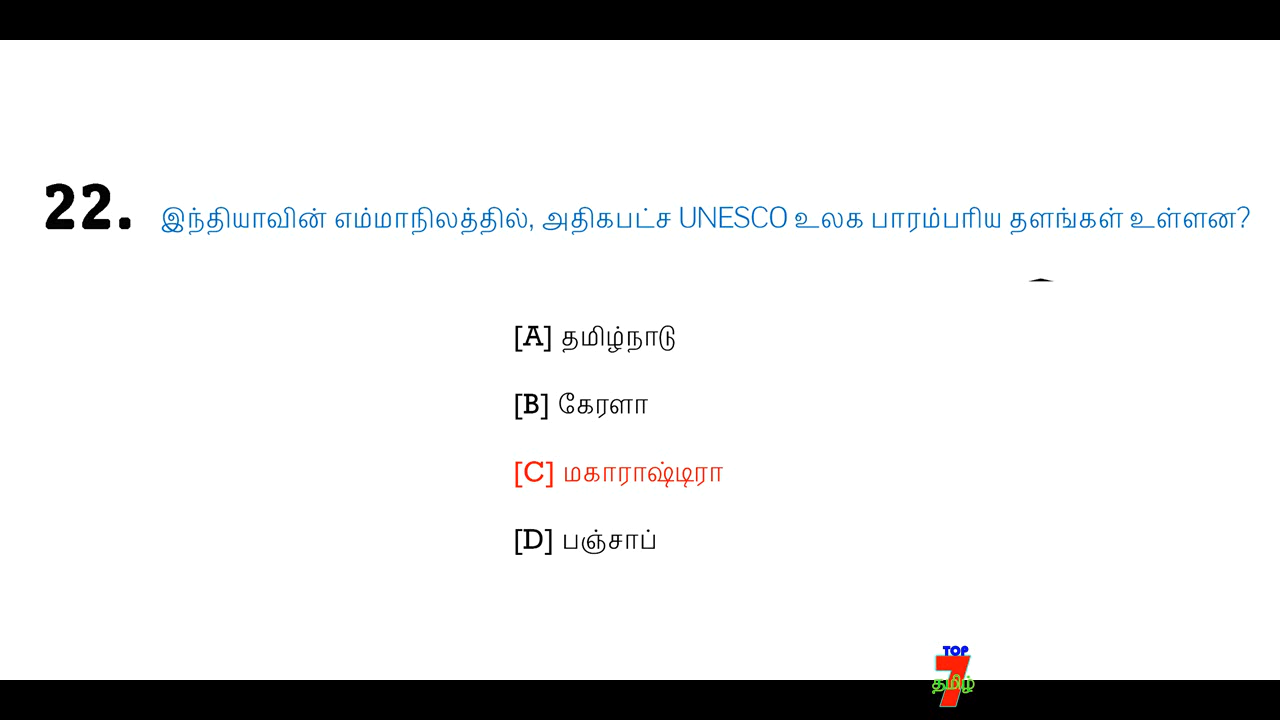 22. இந்தியாவின் எம்மாநிலத்தில், அதிகபட்ச UNESCO உலக பாரம்பரிய தளங்கள் உள்ளன?
[A] தமிழ்நாடு
[B] கேரளா
[C] மகாராஷ்டிரா
[D] பஞ்சாப்
TOP
7
தமிழ்